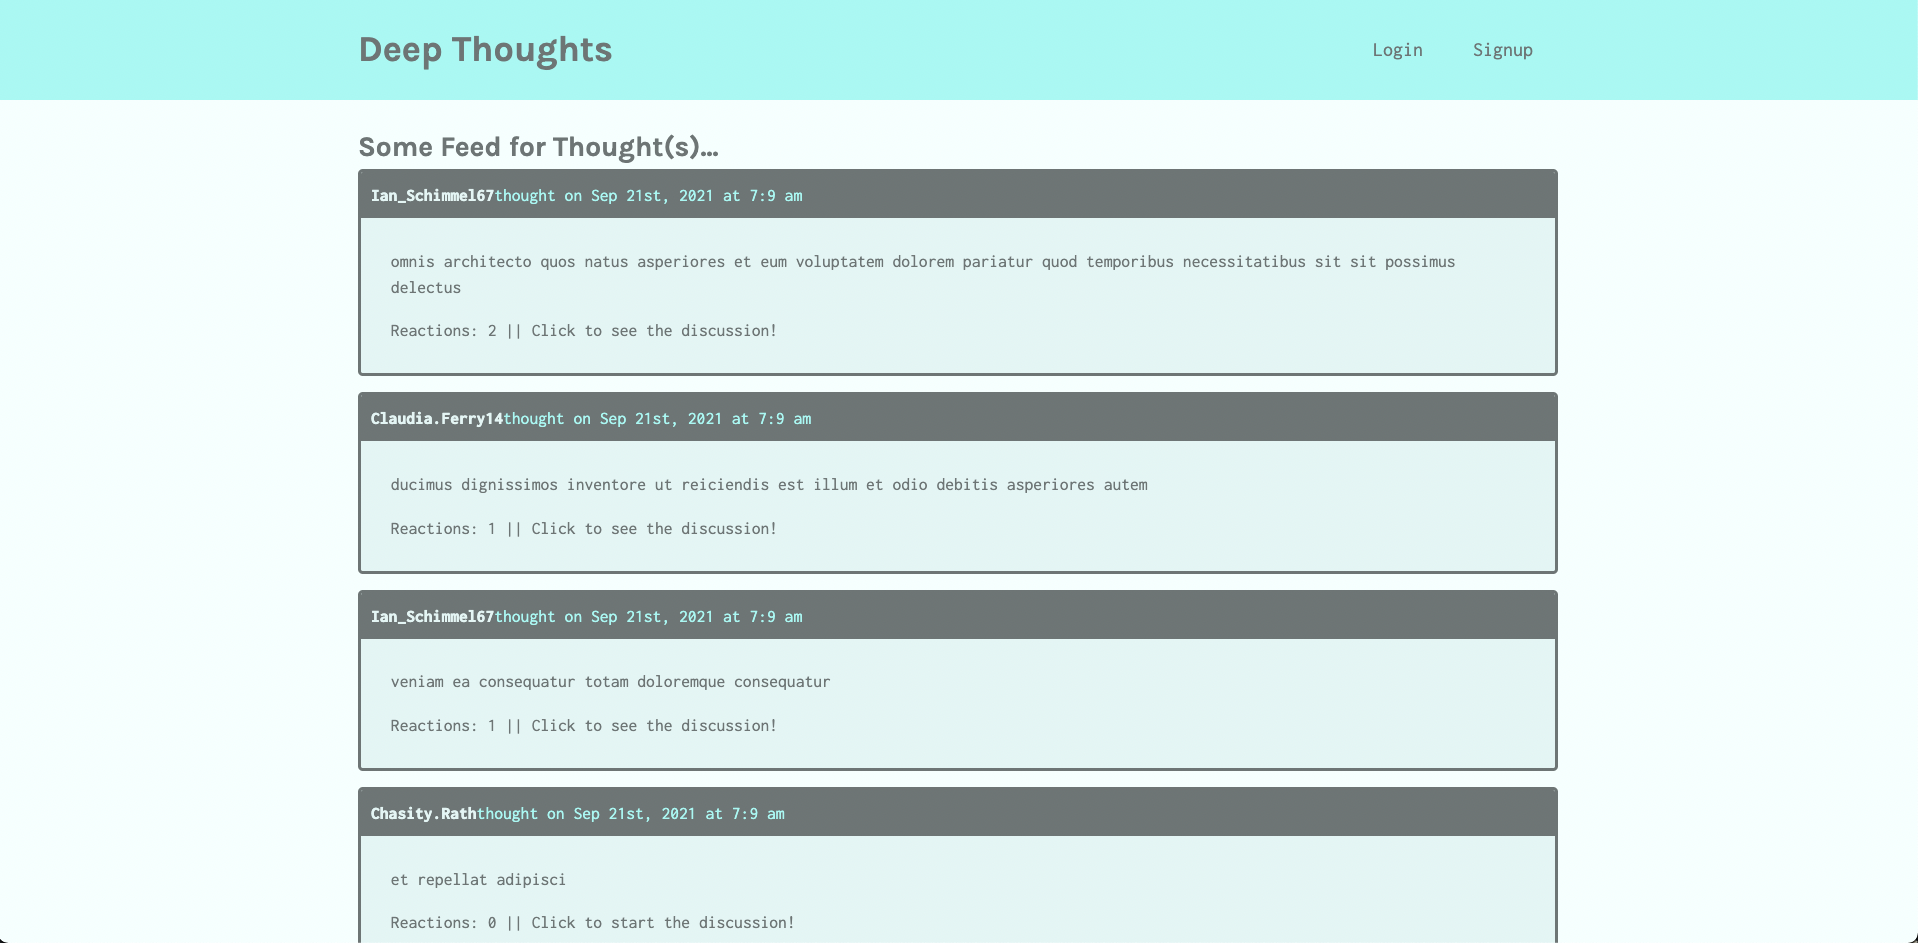 Deep Thoughts
Login
Signup
Some Feed for Thought(s)...
Ian_Schimmel67thought on Sep 21st, 2021 at 7:9 am
omnis architecto quos natus asperiores et eum voluptatem dolorem pariatur quod temporibus necessitatibus sit sit possimus
delectus
Reactions: 2 || Click to see the discussion!
Claudia.Ferry14thought on Sep 21st, 2021 at 7:9 am
ducimus dignissimos inventore ut reiciendis est illum et odio debitis asperiores autem
Reactions: 1 || Click to see the discussion!
Ian_Schimmel67thought on Sep 21st, 2021 at 7:9 am
veniam ea consequatur totam doloremque consequatur
Reactions: 1 || Click to see the discussion!
Chasity.Raththought on Sep 21st, 2021 at 7:9 am
et repellat adipisci
Reactions: 0 || Click to start the discussion!